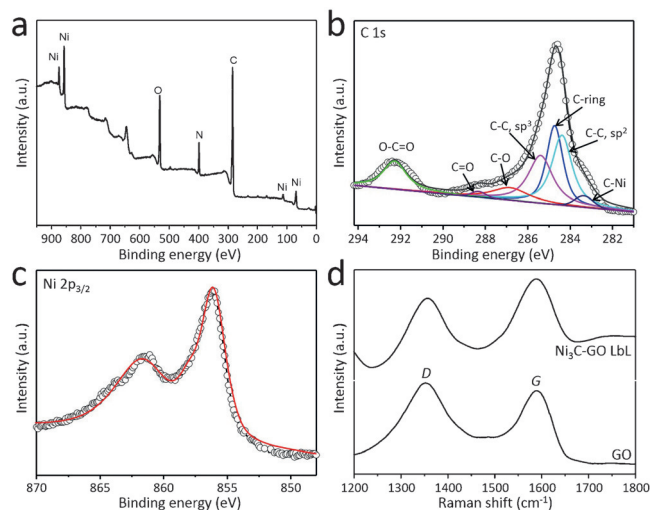 a
Ni
Ni
O
N
C
Ni
Ni
Intensity (a.u.)
950 900 800 700 600 500 400 300 200 100 0
Binding energy (eV)
b
C 1s
O-C=O
C=O
C-O
C-C, sp³
C-ring
C-C, sp²
C-Ni
Intensity (a.u.)
294 292 290 288 286 284 282
Binding energy (eV)
c
Ni 2p₃/₂
Intensity (a.u.)
870 865 860 855 850
Binding energy (eV)
d
Ni₃C-GO LbL
D
G
GO
Intensity (a.u.)
1200 1300 1400 1500 1600 1700 1800
Raman shift (cm⁻¹)